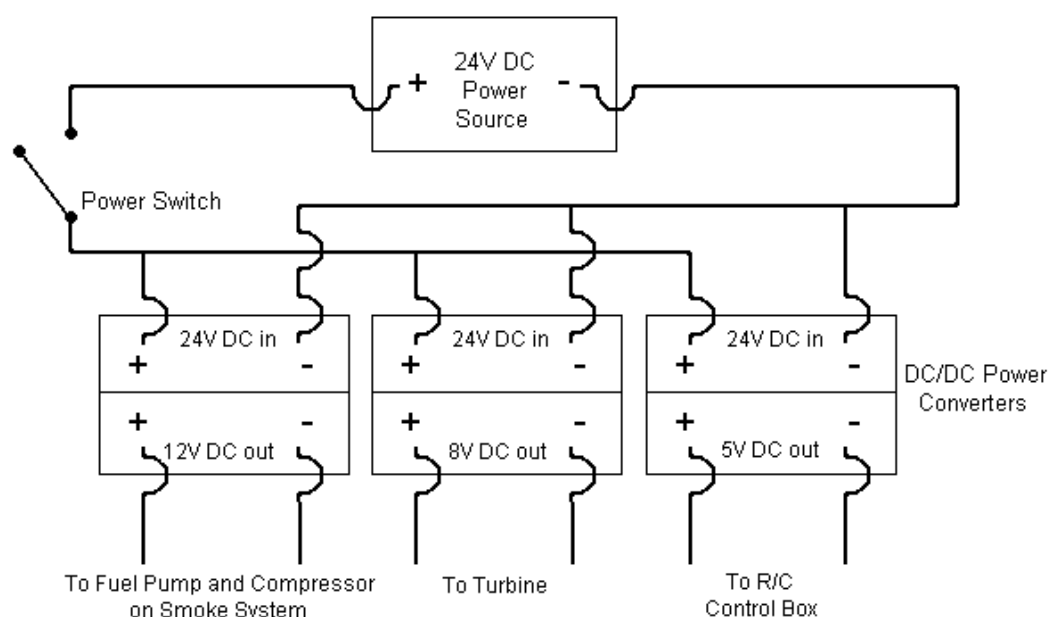 + 24V DC -
Power
Source
Power Switch
24V DC in
+ -
24V DC in
+ -
24V DC in
+ -
DC/DC Power
Converters
+ -
12V DC out
+ -
8V DC out
+ -
5V DC out
To Fuel Pump and Compressor
on Smoke System
To Turbine
To R/C
Control Box